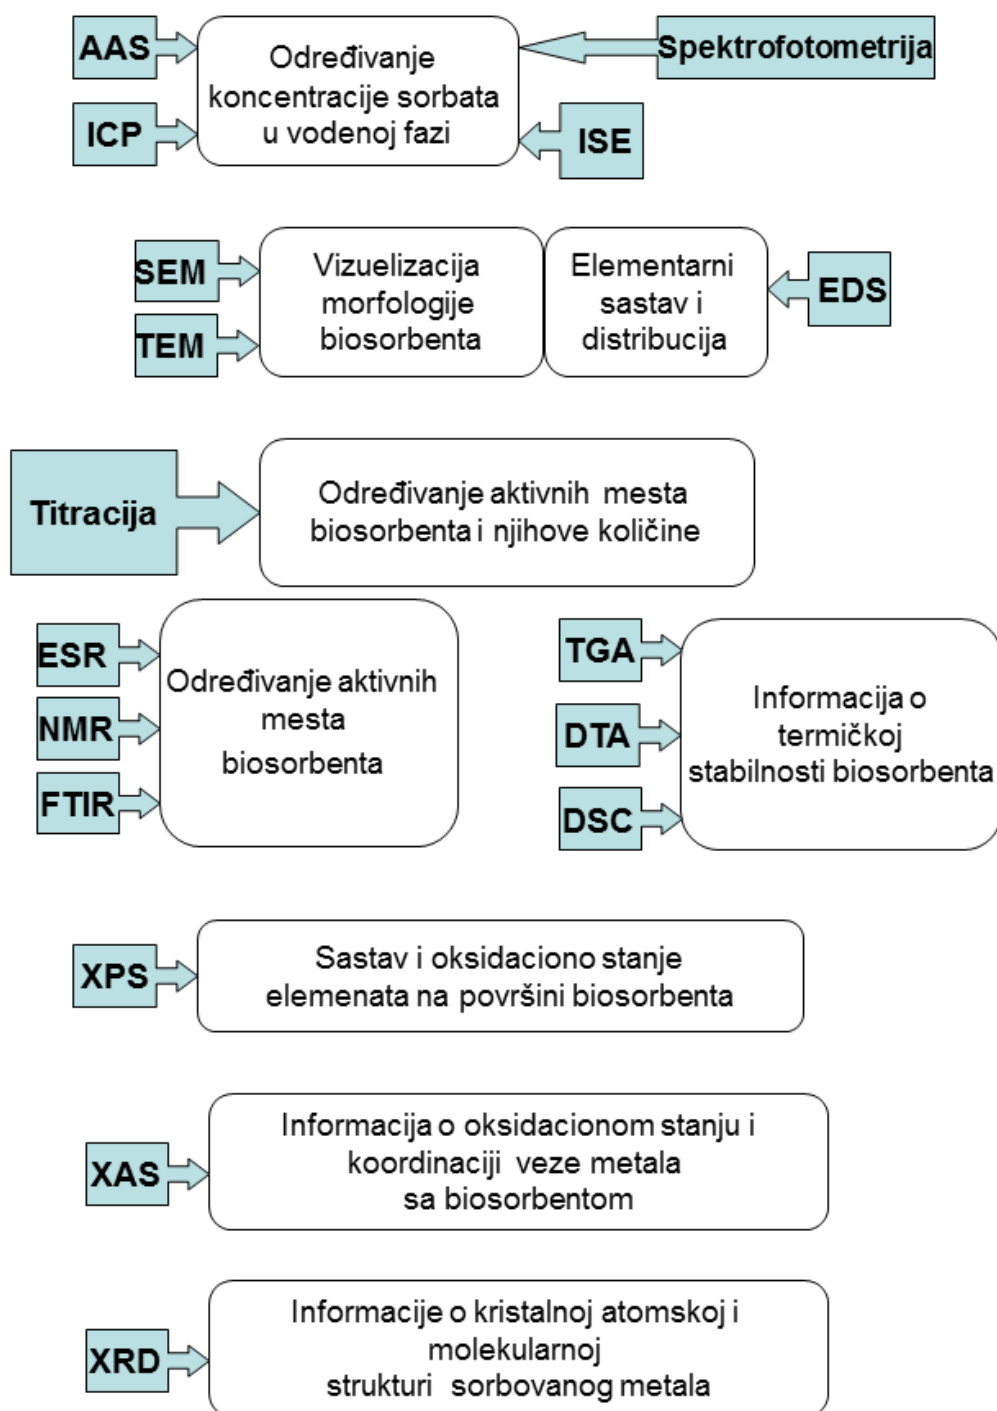 AAS
Određivanje
koncentracije sorbata
u vodenoj fazi
Spektrofotometrija
ICP
ISE
SEM
Vizuelizacija
morfologije
biosorbenta
Elementarni
sastav i
distribucija
EDS
TEM
Titracija
Određivanje aktivnih mesta
biosorbenta i njihove količine
ESR
NMR
FTIR
Određivanje aktivnih
mesta
biosorbenta
TGA
DTA
DSC
Informacija o
termičkoj
stabilnosti biosorbenta
XPS
Sastav i oksidaciono stanje
elemenata na površini biosorbenta
XAS
Informacija o oksidacionom stanju i
koordinaciji veze metala
sa biosorbentom
XRD
Informacije o kristalnoj atomskoj i
molekularnoj
strukturi sorbovanog metala